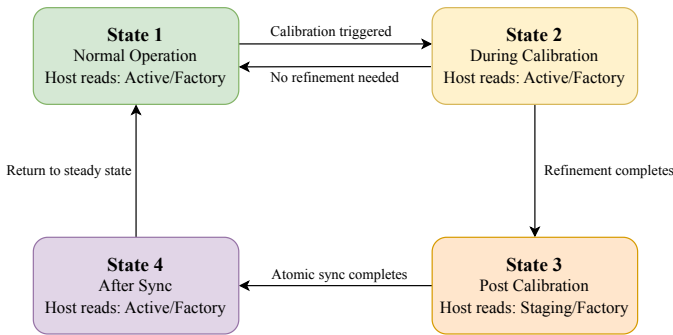 State 1
Normal Operation
Host reads: Active/Factory
Calibration triggered
No refinement needed
State 2
During Calibration
Host reads: Active/Factory
Return to steady state
Refinement completes
State 4
After Sync
Host reads: Active/Factory
Atomic sync completes
State 3
Post Calibration
Host reads: Staging/Factory